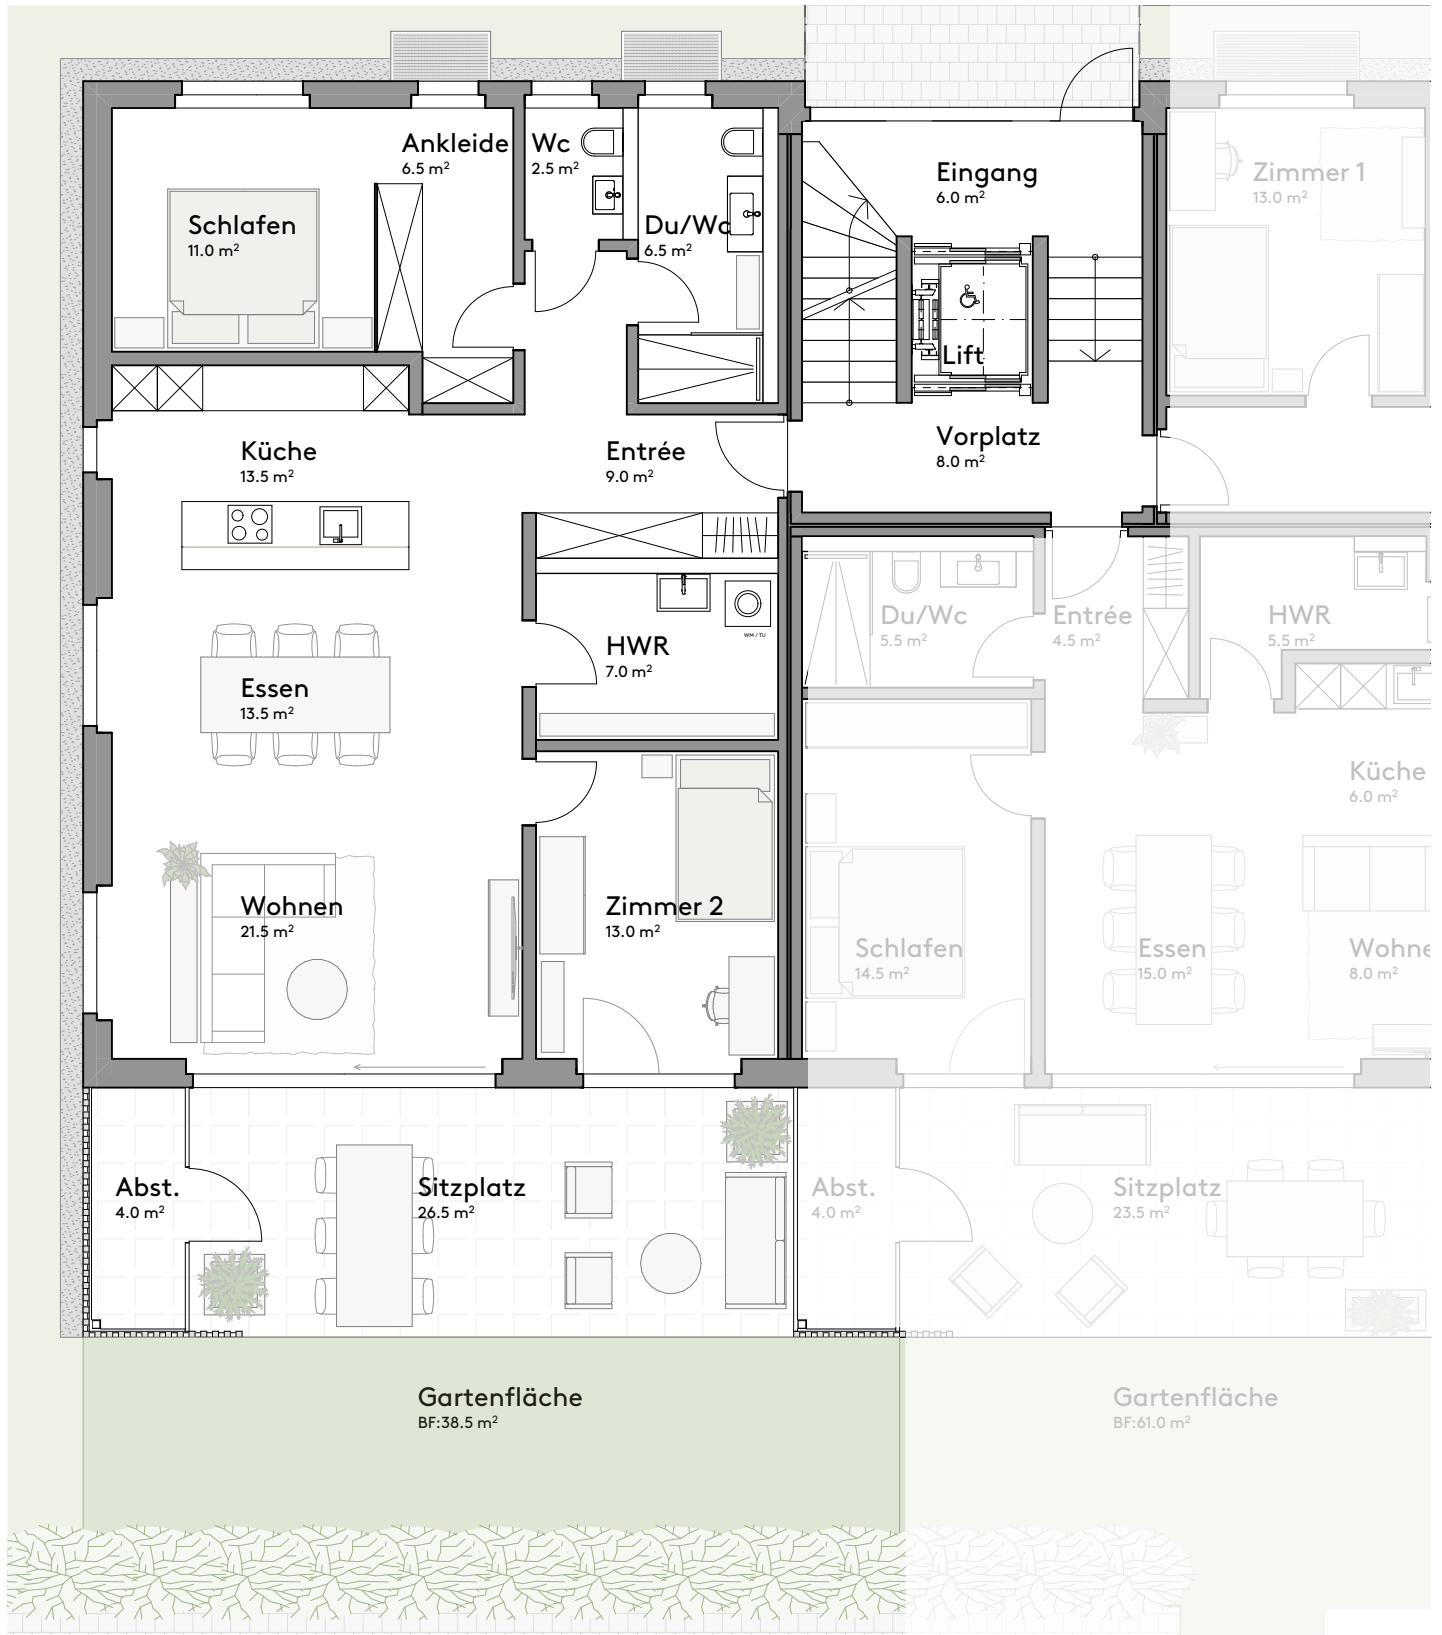 Ankleide
6.5 m²
Wc
2.5 m²
Eingang
6.0 m²
Zimmer 1
13.0 m²
Schlafen
11.0 m²
Du/Wc
6.5 m²
Lift
Küche
13.5 m²
Entrée
9.0 m²
Vorplatz
8.0 m²
HWR
7.0 m²
WM / TU
Du/Wc
5.5 m²
Entrée
4.5 m²
HWR
5.5 m²
Essen
13.5 m²
Küche
6.0 m²
Wohnen
21.5 m²
Zimmer 2
13.0 m²
Schlafen
14.5 m²
Essen
15.0 m²
Wohne
8.0 m²
Abst.
4.0 m²
Sitzplatz
26.5 m²
Abst.
4.0 m²
Sitzplatz
23.5 m²
Gartenfläche
BF:38.5 m²
Gartenfläche
BF:61.0 m²